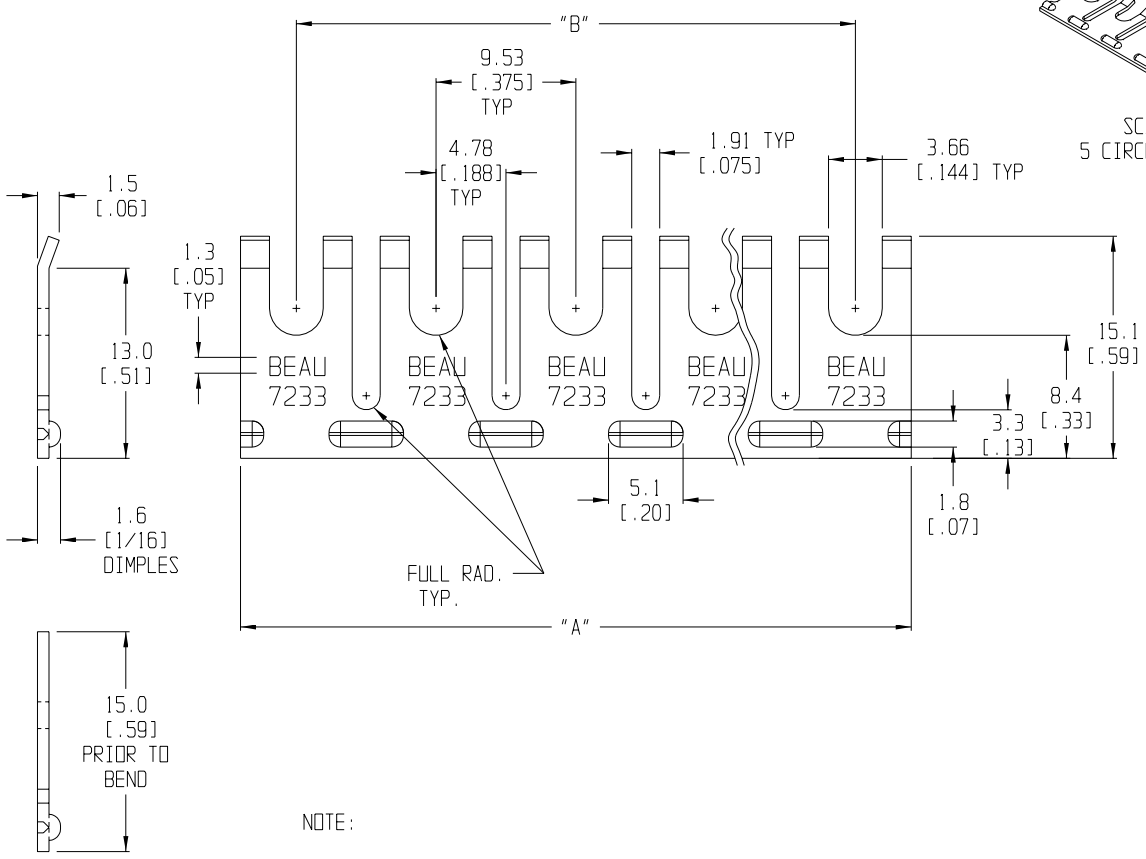 "B"
9.53
[.375]
TYP
4.78
[.188]
TYP
1.91 TYP
[.075]
3.66
[.144] TYP
SC
5 CIRC
1.5
[.06]
1.3
[.05]
TYP
13.0
[.51]
BEAU BEAU BEAU BEAU BEAU
7233 7233 7233 7233 7233
15.1
[.59]
8.4
[.33]
3.3
[.13]
1.8
[.07]
5.1
[.20]
1.6
[1/16]
DIMPLES
FULL RAD.
TYP.
"A"
15.0
[.59]
PRIOR TO
BEND
NOTE: